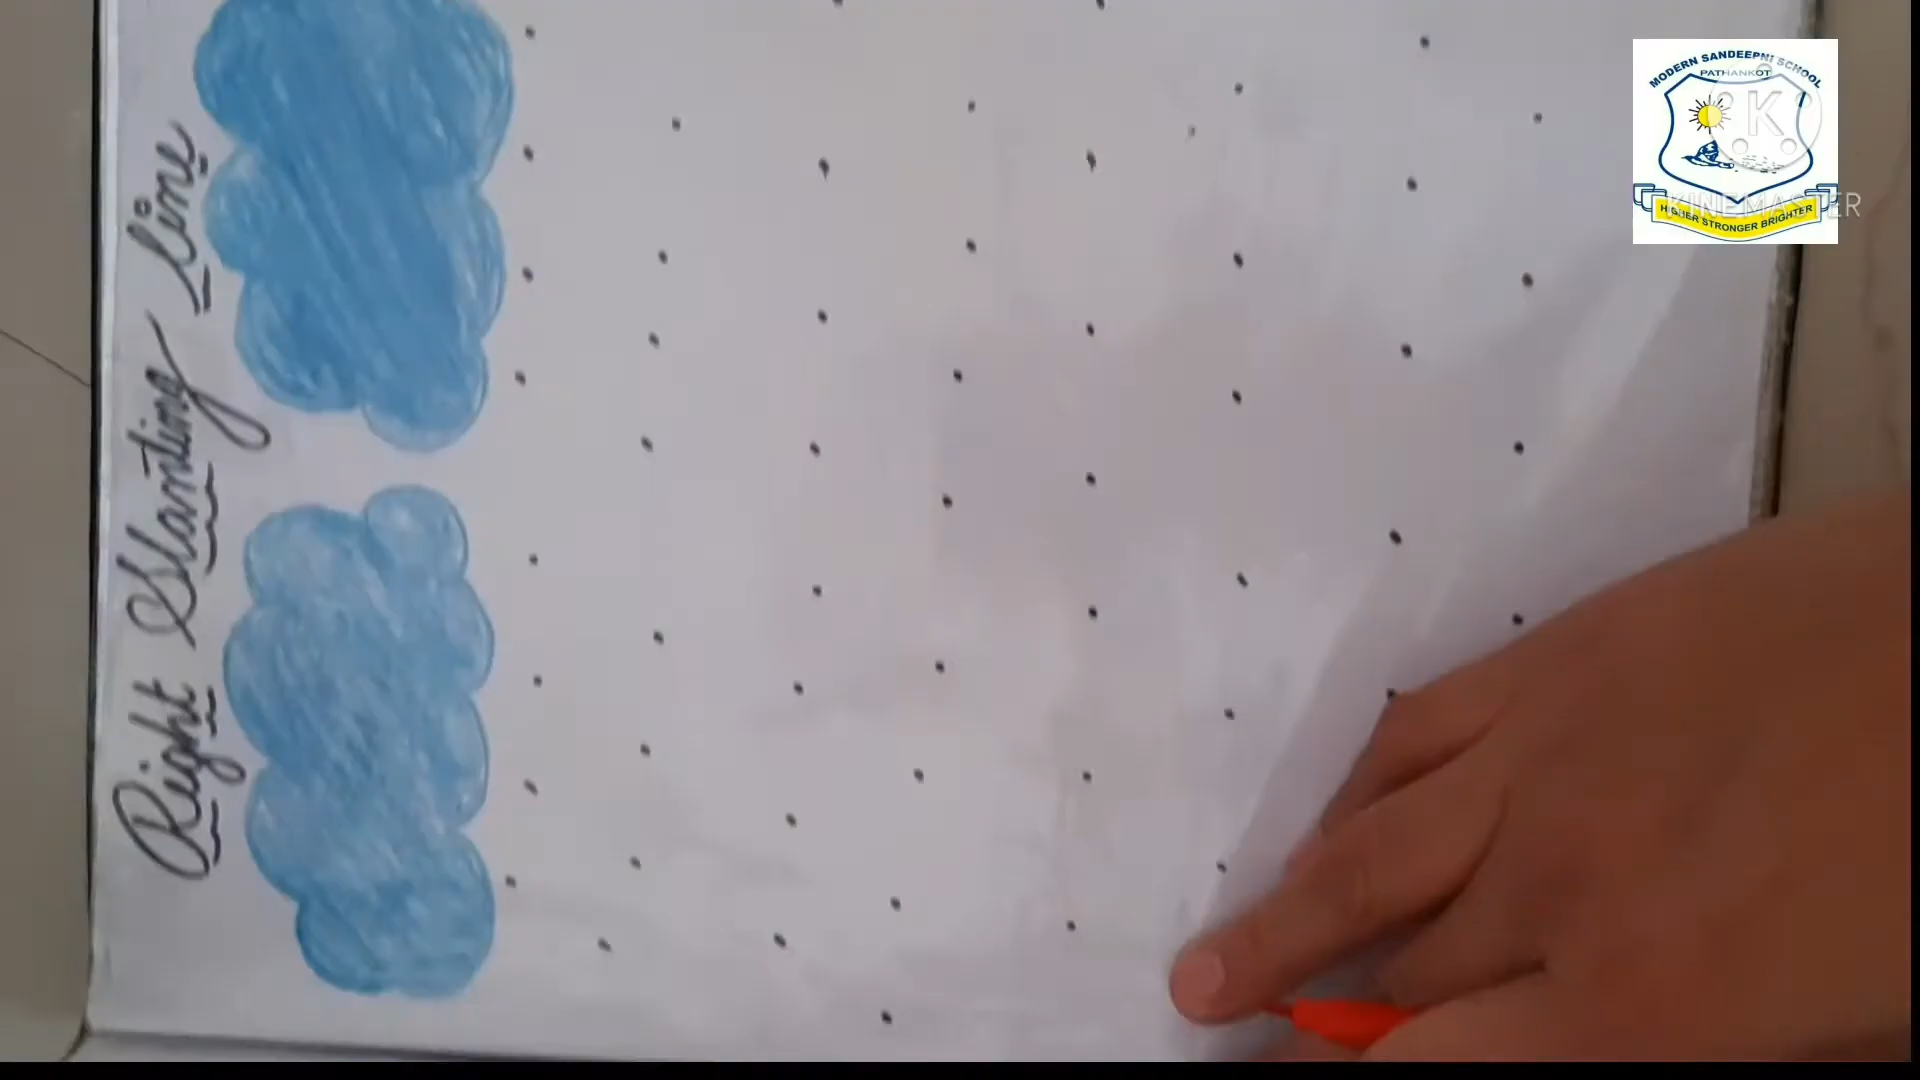 Right Slanting line
MODERN SANDEEPNI SCHOOL
PATHANKOT
K
KINEMASTER
HIGHER STRONGER BRIGHTER